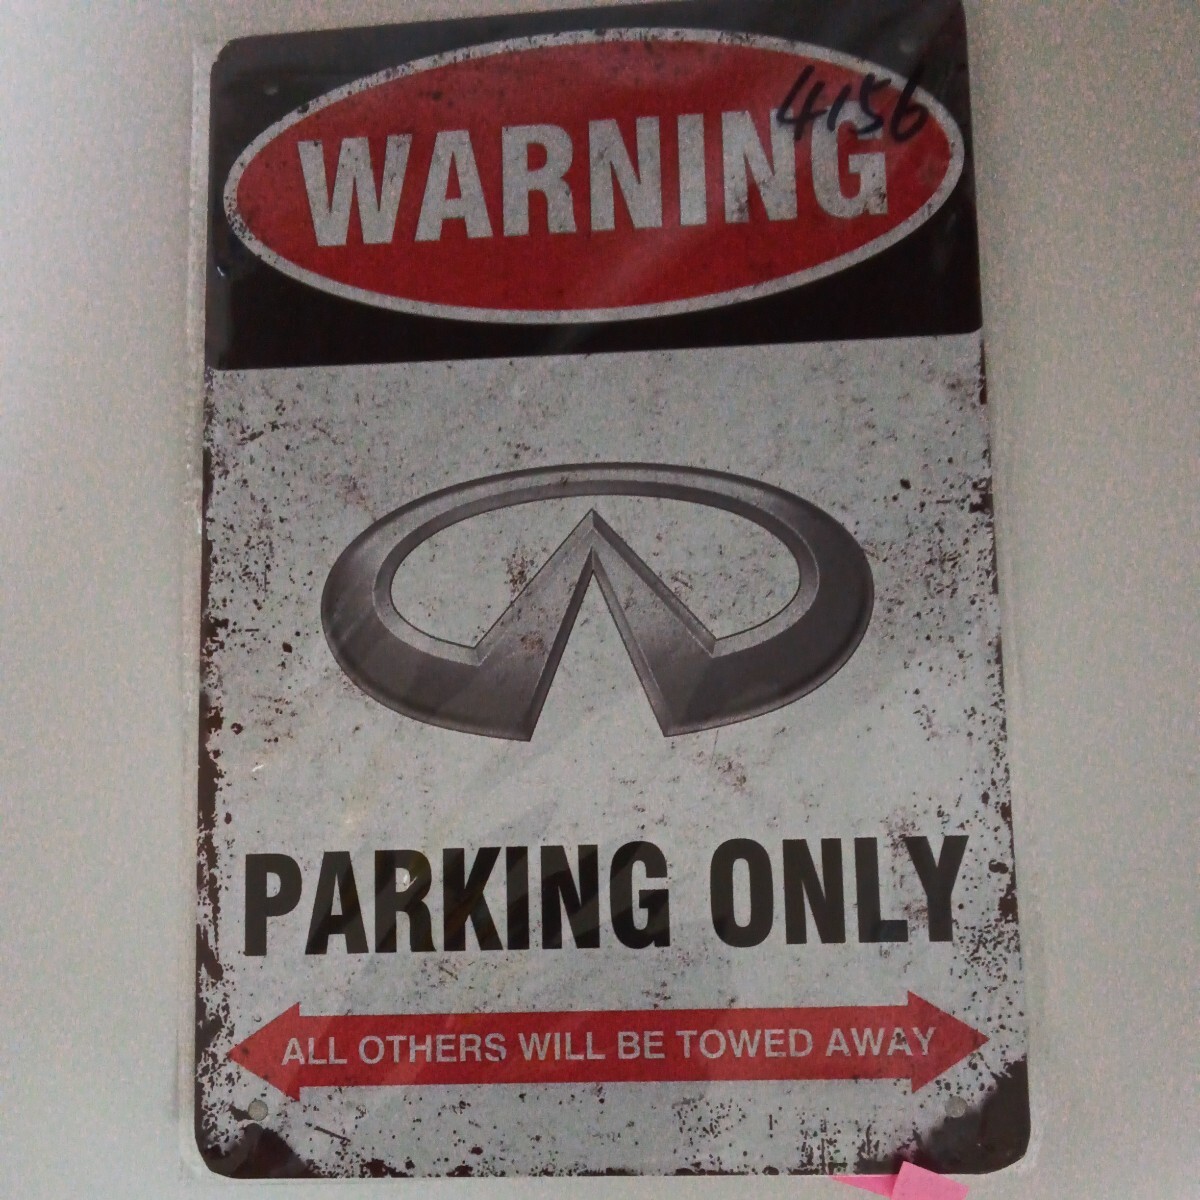 4156
WARNING
PARKING ONLY
ALL OTHERS WILL BE TOWED AWAY